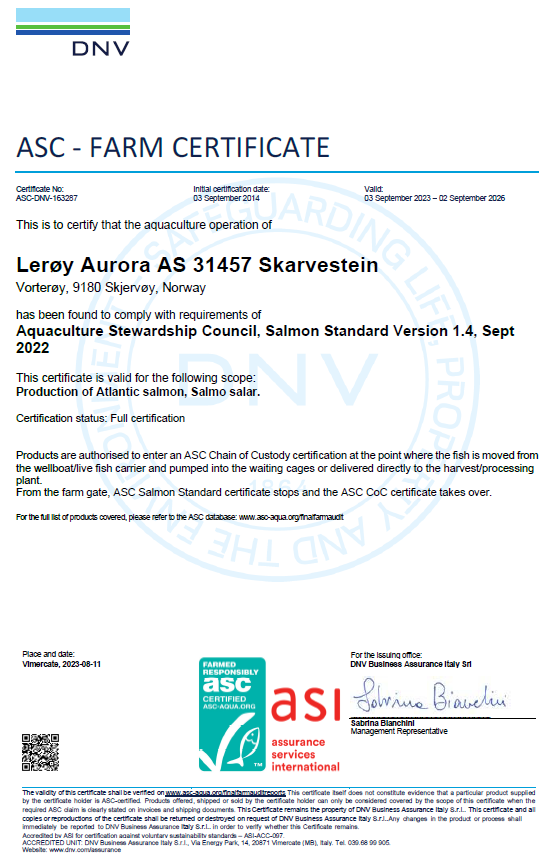 DNV
ASC - FARM CERTIFICATE
Certificate No:
ASC-DNV-163287
Initial certification date:
03 September 2014
Valid:
03 September 2023 – 02 September 2026
This is to certify that the aquaculture operation of
Lerøy Aurora AS 31457 Skarvestein
Vorterøy, 9180 Skjervøy, Norway
has been found to comply with requirements of
Aquaculture Stewardship Council, Salmon Standard Version 1.4, Sept
2022
This certificate is valid for the following scope:
Production of Atlantic salmon, Salmo salar.
Certification status: Full certification
Products are authorised to enter an ASC Chain of Custody certification at the point where the fish is moved from
the wellboat/live fish carrier and pumped into the waiting cages or delivered directly to the harvest/processing
plant.
From the farm gate, ASC Salmon Standard certificate stops and the ASC CoC certificate takes over.
For the full list of products covered, please refer to the ASC database: www.asc-aqua.org/finalfarmaudit
SAFEGUARDING LIFE, PROPERTY AND THE ENVIRONMENT
DNV
1864
Place and date:
Vimercate, 2023-08-11
FARMED
RESPONSIBLY
asc
CERTIFIED
ASC-AQUA.ORG
TM
asi
assurance
services
international
For the issuing office:
DNV Business Assurance Italy Srl
Sabrina Bianchini
Sabrina Bianchini
Management Representative
The validity of this certificate shall be verified on www.asc-aqua.org/finalfarmauditreports This certificate itself does not constitute evidence that a particular product supplied
by the certificate holder is ASC-certified. Products offered, shipped or sold by the certificate holder can only be considered covered by the scope of this certificate when the
required ASC claim is clearly stated on invoices and shipping documents. This Certificate remains the property of DNV Business Assurance Italy S.r.l.. This certificate and all
copies or reproductions of the certificate shall be returned or destroyed on request of DNV Business Assurance Italy S.r.l..Any changes in the product or process shall
immediately be reported to DNV Business Assurance Italy S.r.l.. in order to verify whether this Certificate remains.
Accredited by ASI for certification against voluntary sustainability standards – ASI-ACC-097.
ACCREDITED UNIT: DNV Business Assurance Italy S.r.l., Via Energy Park, 14, 20871 Vimercate (MB), Italy. Tel. 039.68 99 905.
Website: www.dnv.com/assurance